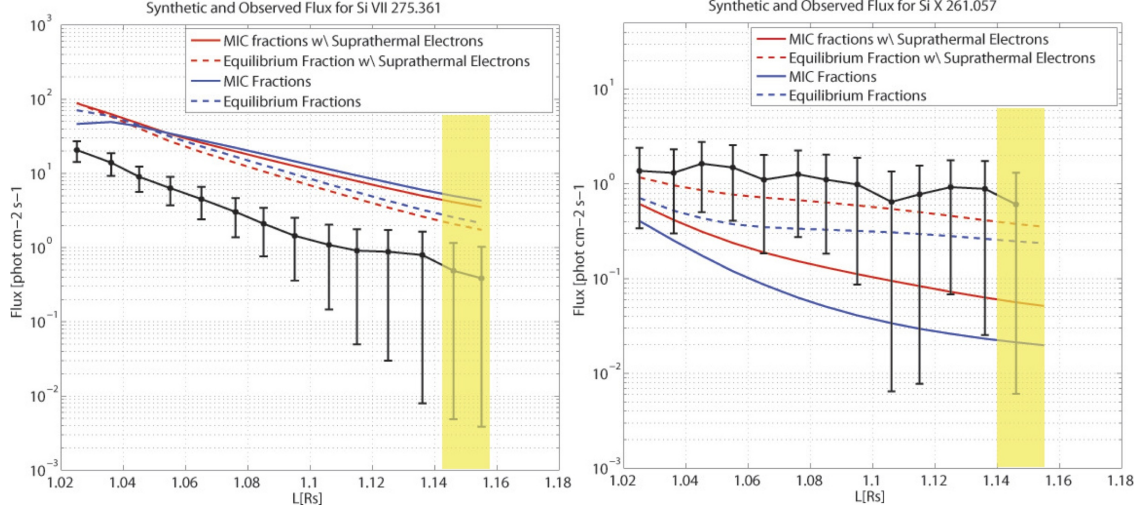 Synthetic and Observed Flux for Si VII 275.361
MIC fractions w\ Suprathermal Electrons
Equilibrium Fraction w\ Suprathermal Electrons
MIC Fractions
Equilibrium Fractions
Flux [phot cm−2 s−1]
10^3
10^2
10^1
10^0
10^−1
10^−2
10^−3
1.02 1.04 1.06 1.08 1.1 1.12 1.14 1.16 1.18
L[Rs]
Synthetic and Observed Flux for Si X 261.057
MIC fractions w\ Suprathermal Electrons
Equilibrium Fraction w\ Suprathermal Electrons
MIC Fractions
Equilibrium Fractions
Flux [phot cm−2 s−1]
10^1
10^0
10^−1
10^−2
10^−3
1.02 1.04 1.06 1.08 1.1 1.12 1.14 1.16 1.18
L[Rs]